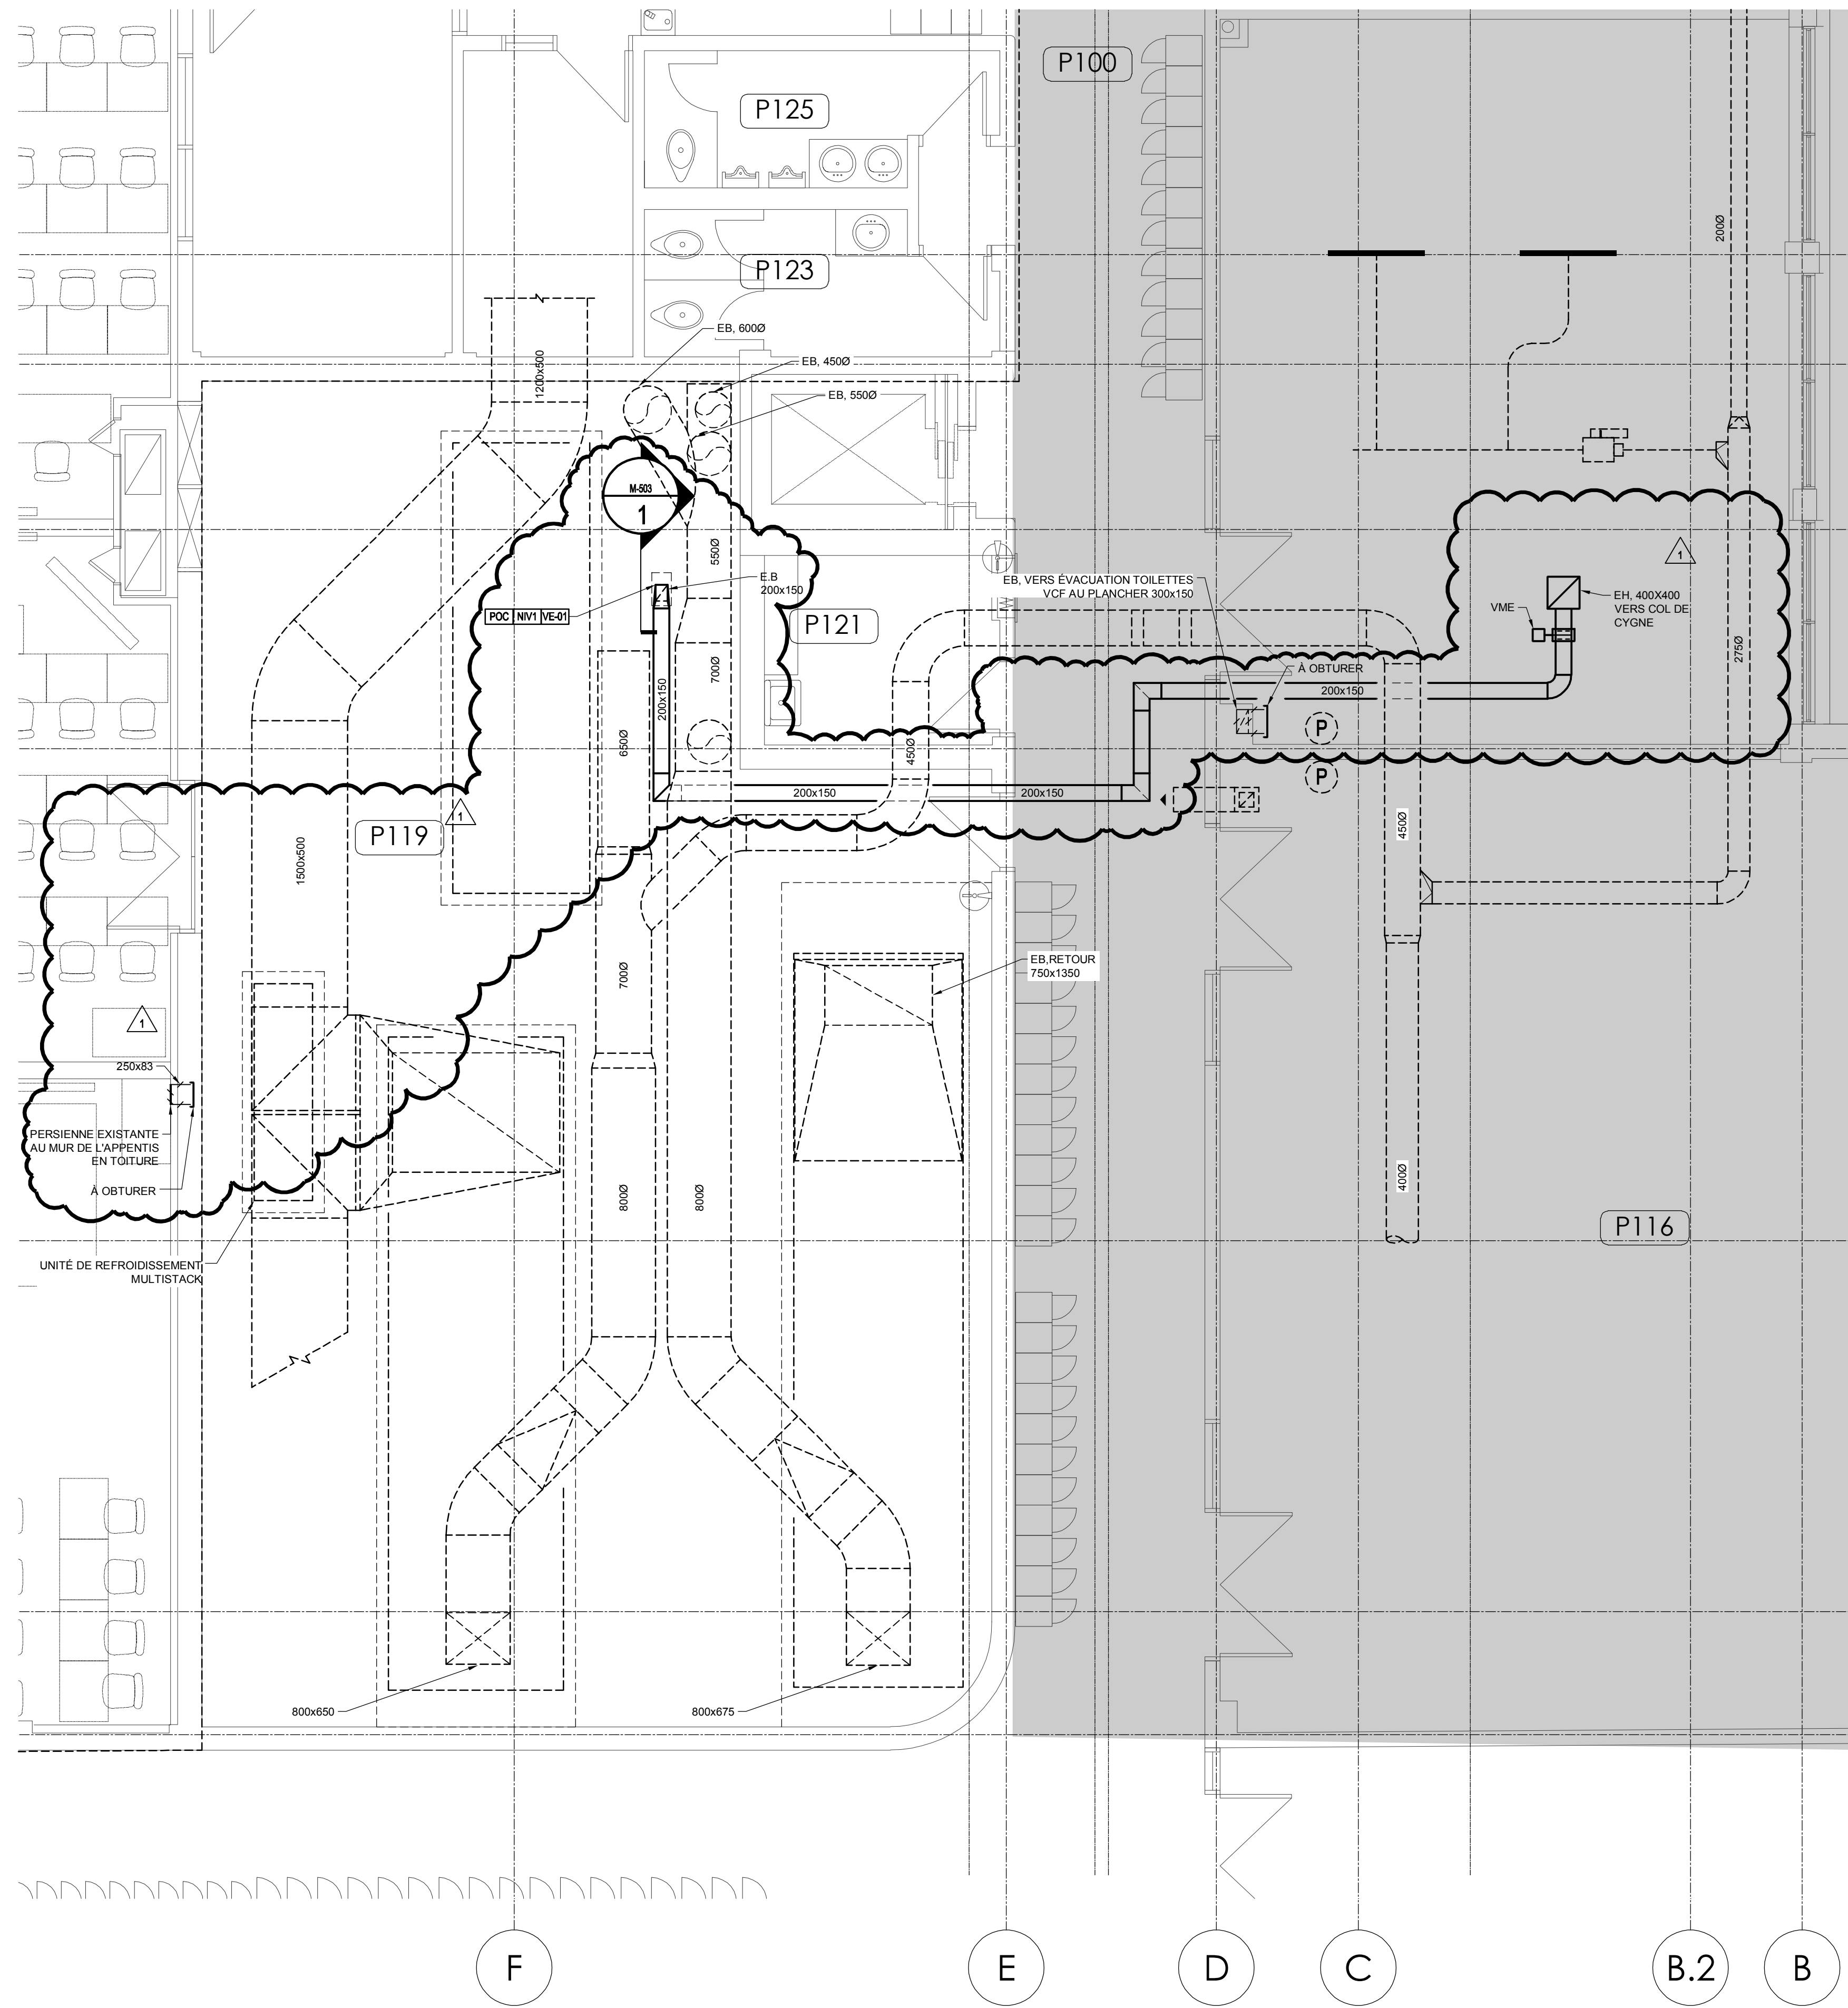 P100
P125
P123
200Ø
EB, 600Ø
EB, 450Ø
EB, 550Ø
1200x500
M-503
1
550Ø
E.B
200x150
POC NIV1 VE-01
P121
700Ø
200x150
650Ø
450Ø
EB, VERS ÉVACUATION TOILETTES
VCF AU PLANCHER 300x150
À OBTURER
200x150
VME
EH, 400X400
VERS COL DE
CYGNE
1
2750
P
P
200x150
200x150
P119
1
1500x500
450Ø
700Ø
EB,RETOUR
750x1350
1
250x83
PERSIENNE EXISTANTE
AU MUR DE L'APPENTIS
EN TOITURE
À OBTURER
800Ø
800Ø
400Ø
P116
UNITÉ DE REFROIDISSEMENT
MULTISTACK
800x650
800x675
F
E
D
C
B.2
B